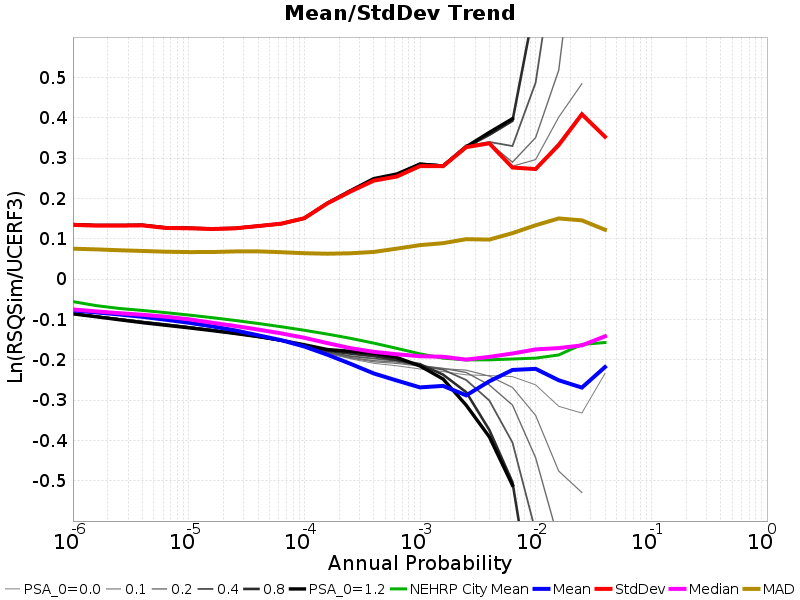 Mean/StdDev Trend
Ln(RSQSim/UCERF3)
0.5
0.4
0.3
0.2
0.1
0
-0.1
-0.2
-0.3
-0.4
-0.5
10^-6 10^-5 10^-4 10^-3 10^-2 10^-1 10^0
Annual Probability
PSA_0=0.0 0.1 0.2 0.4 0.8 PSA_0=1.2 NEHRP City Mean Mean StdDev Median MAD